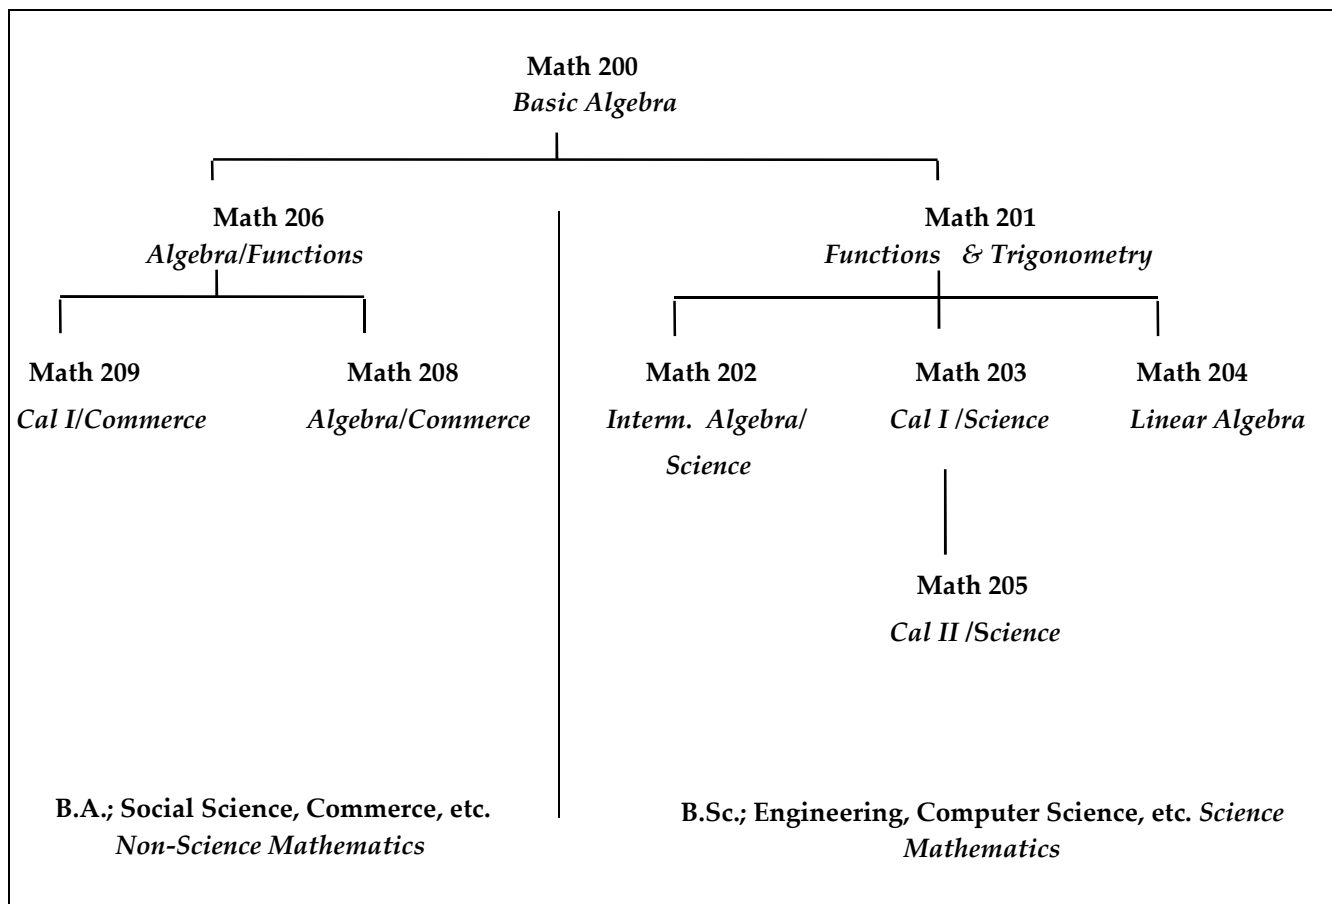 Math 200
Basic Algebra
Math 206
Algebra/Functions
Math 201
Functions & Trigonometry
Math 209
Cal I/Commerce
Math 208
Algebra/Commerce
Math 202
Interm. Algebra/
Science
Math 203
Cal I /Science
Math 204
Linear Algebra
Math 205
Cal II /Science
B.A.; Social Science, Commerce, etc.
Non-Science Mathematics
B.Sc.; Engineering, Computer Science, etc. Science
Mathematics